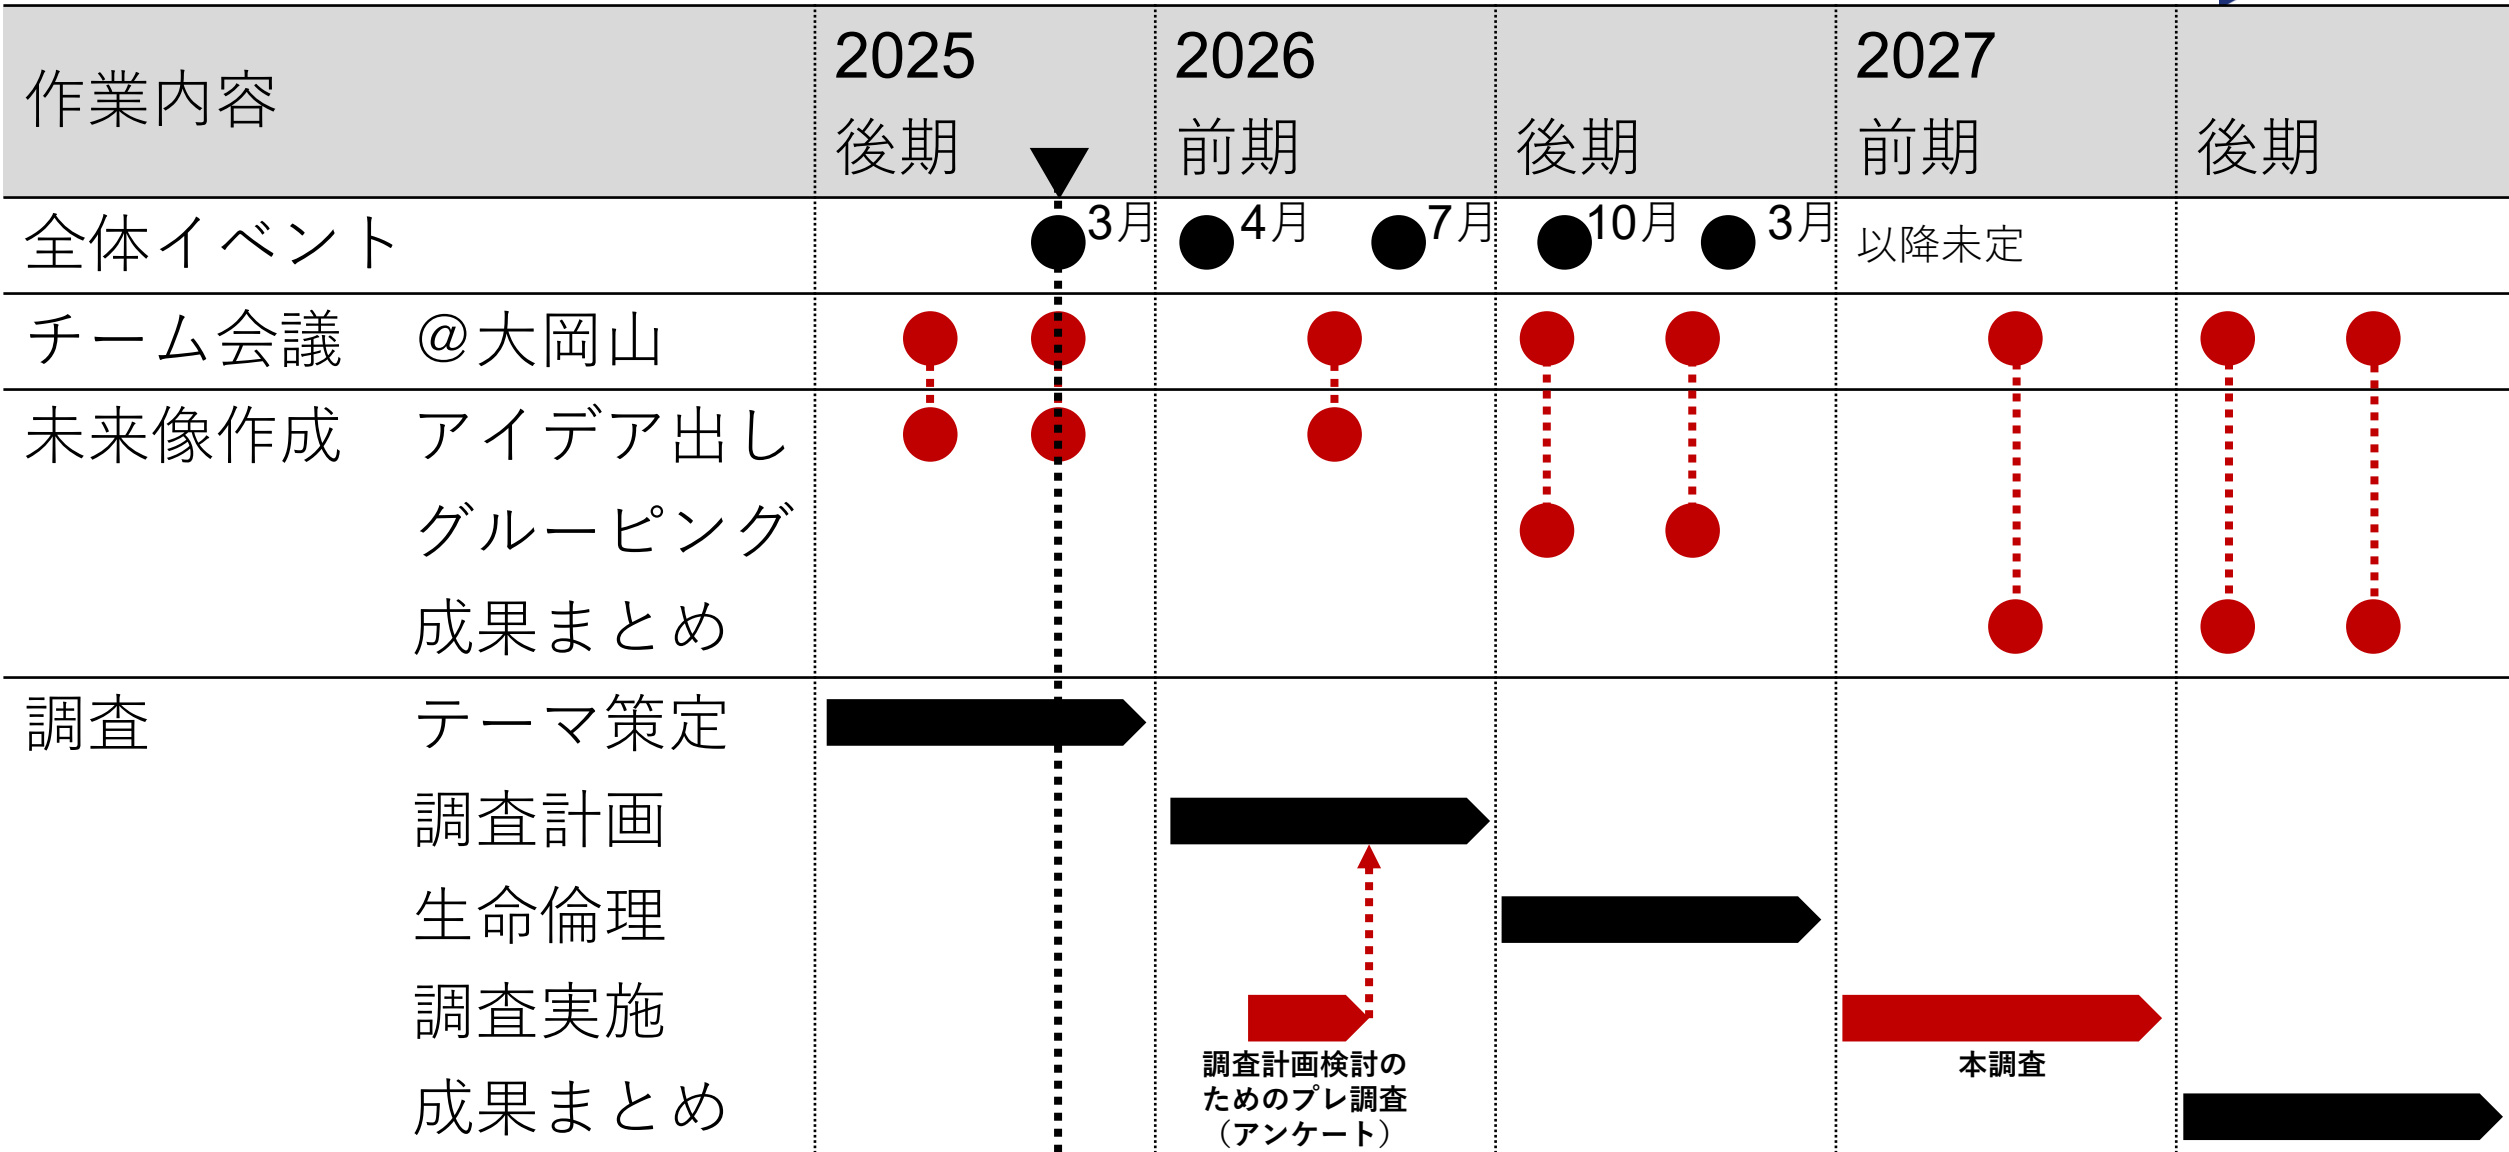 作業内容
2025
後期
2026
前期
後期
2027
前期
後期
全体イベント
3月
4月
7月
10月
3月
以降未定
チーム会議 @大岡山
未来像作成 アイデア出し
グルーピング
成果まとめ
調査 テーマ策定
調査計画
生命倫理
調査実施
調査計画検討の
ためのプレ調査
（アンケート）
本調査
成果まとめ